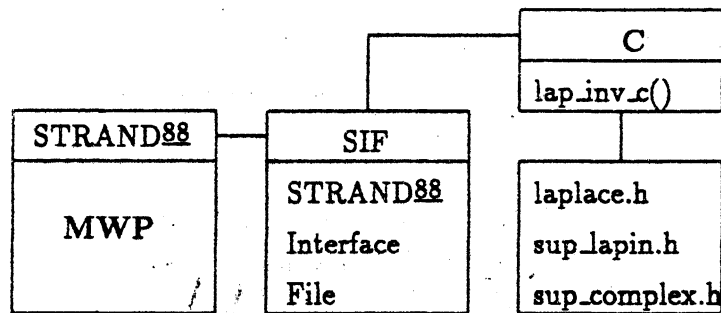 STRAND88
MWP
SIF
STRAND88
Interface
File
C
lap_inv_c()
laplace.h
sup_lapin.h
sup_complex.h